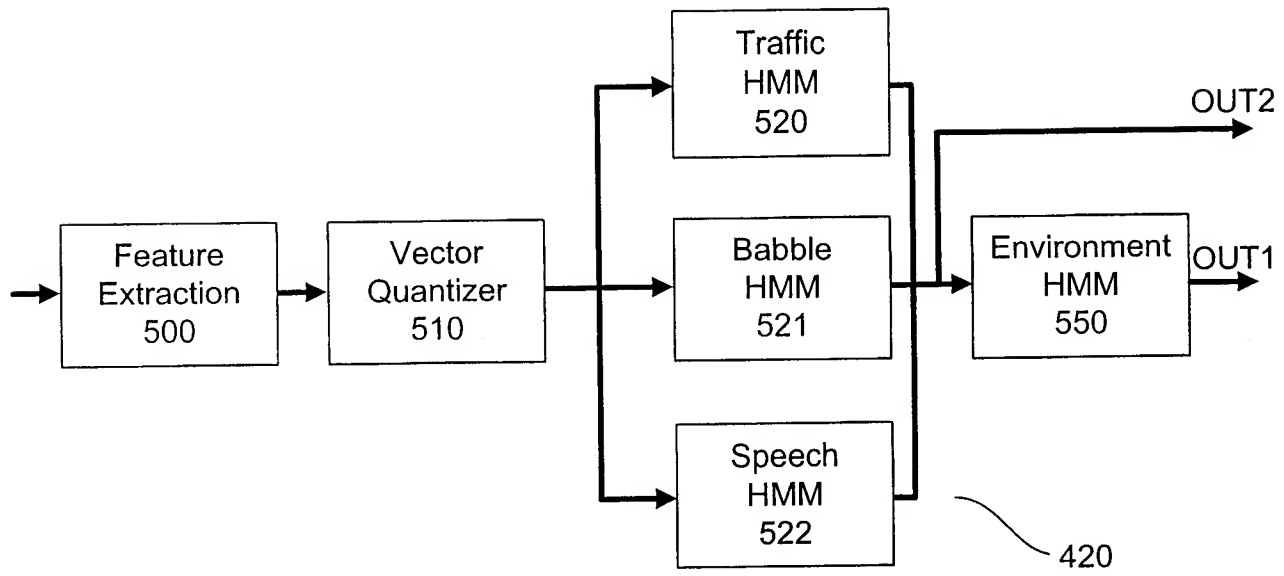 Feature
Extraction
500
Vector
Quantizer
510
Traffic
HMM
520
Babble
HMM
521
Speech
HMM
522
OUT2
Environment
HMM
550
OUT1
420